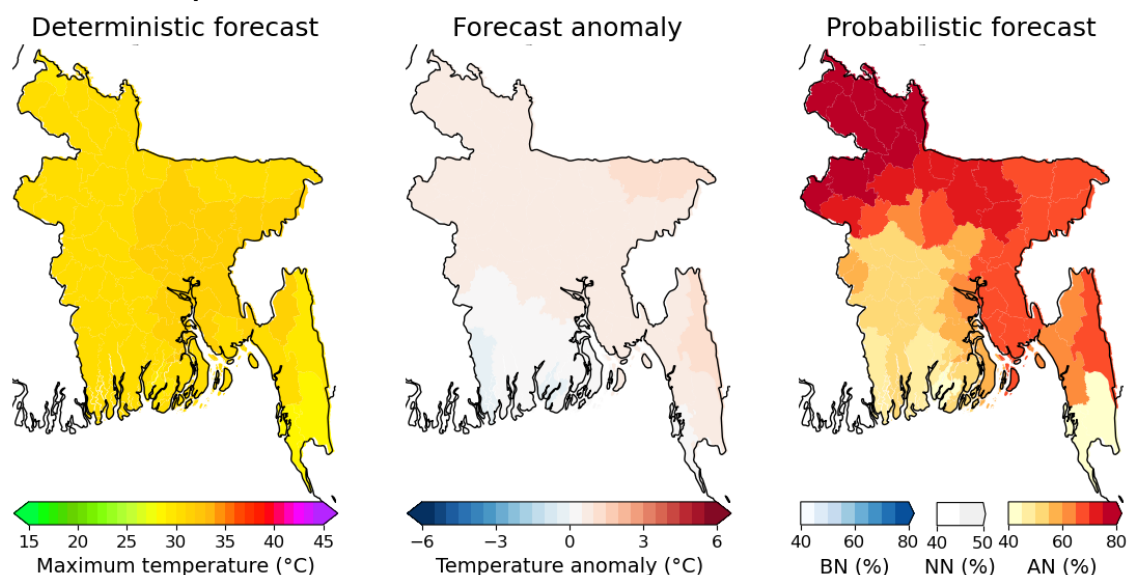 Deterministic forecast
Forecast anomaly
Probabilistic forecast
15 20 25 30 35 40 45
Maximum temperature (°C)
−6 −3 0 3 6
Temperature anomaly (°C)
40 60 80
BN (%)
40 50
NN (%)
40 60 80
AN (%)